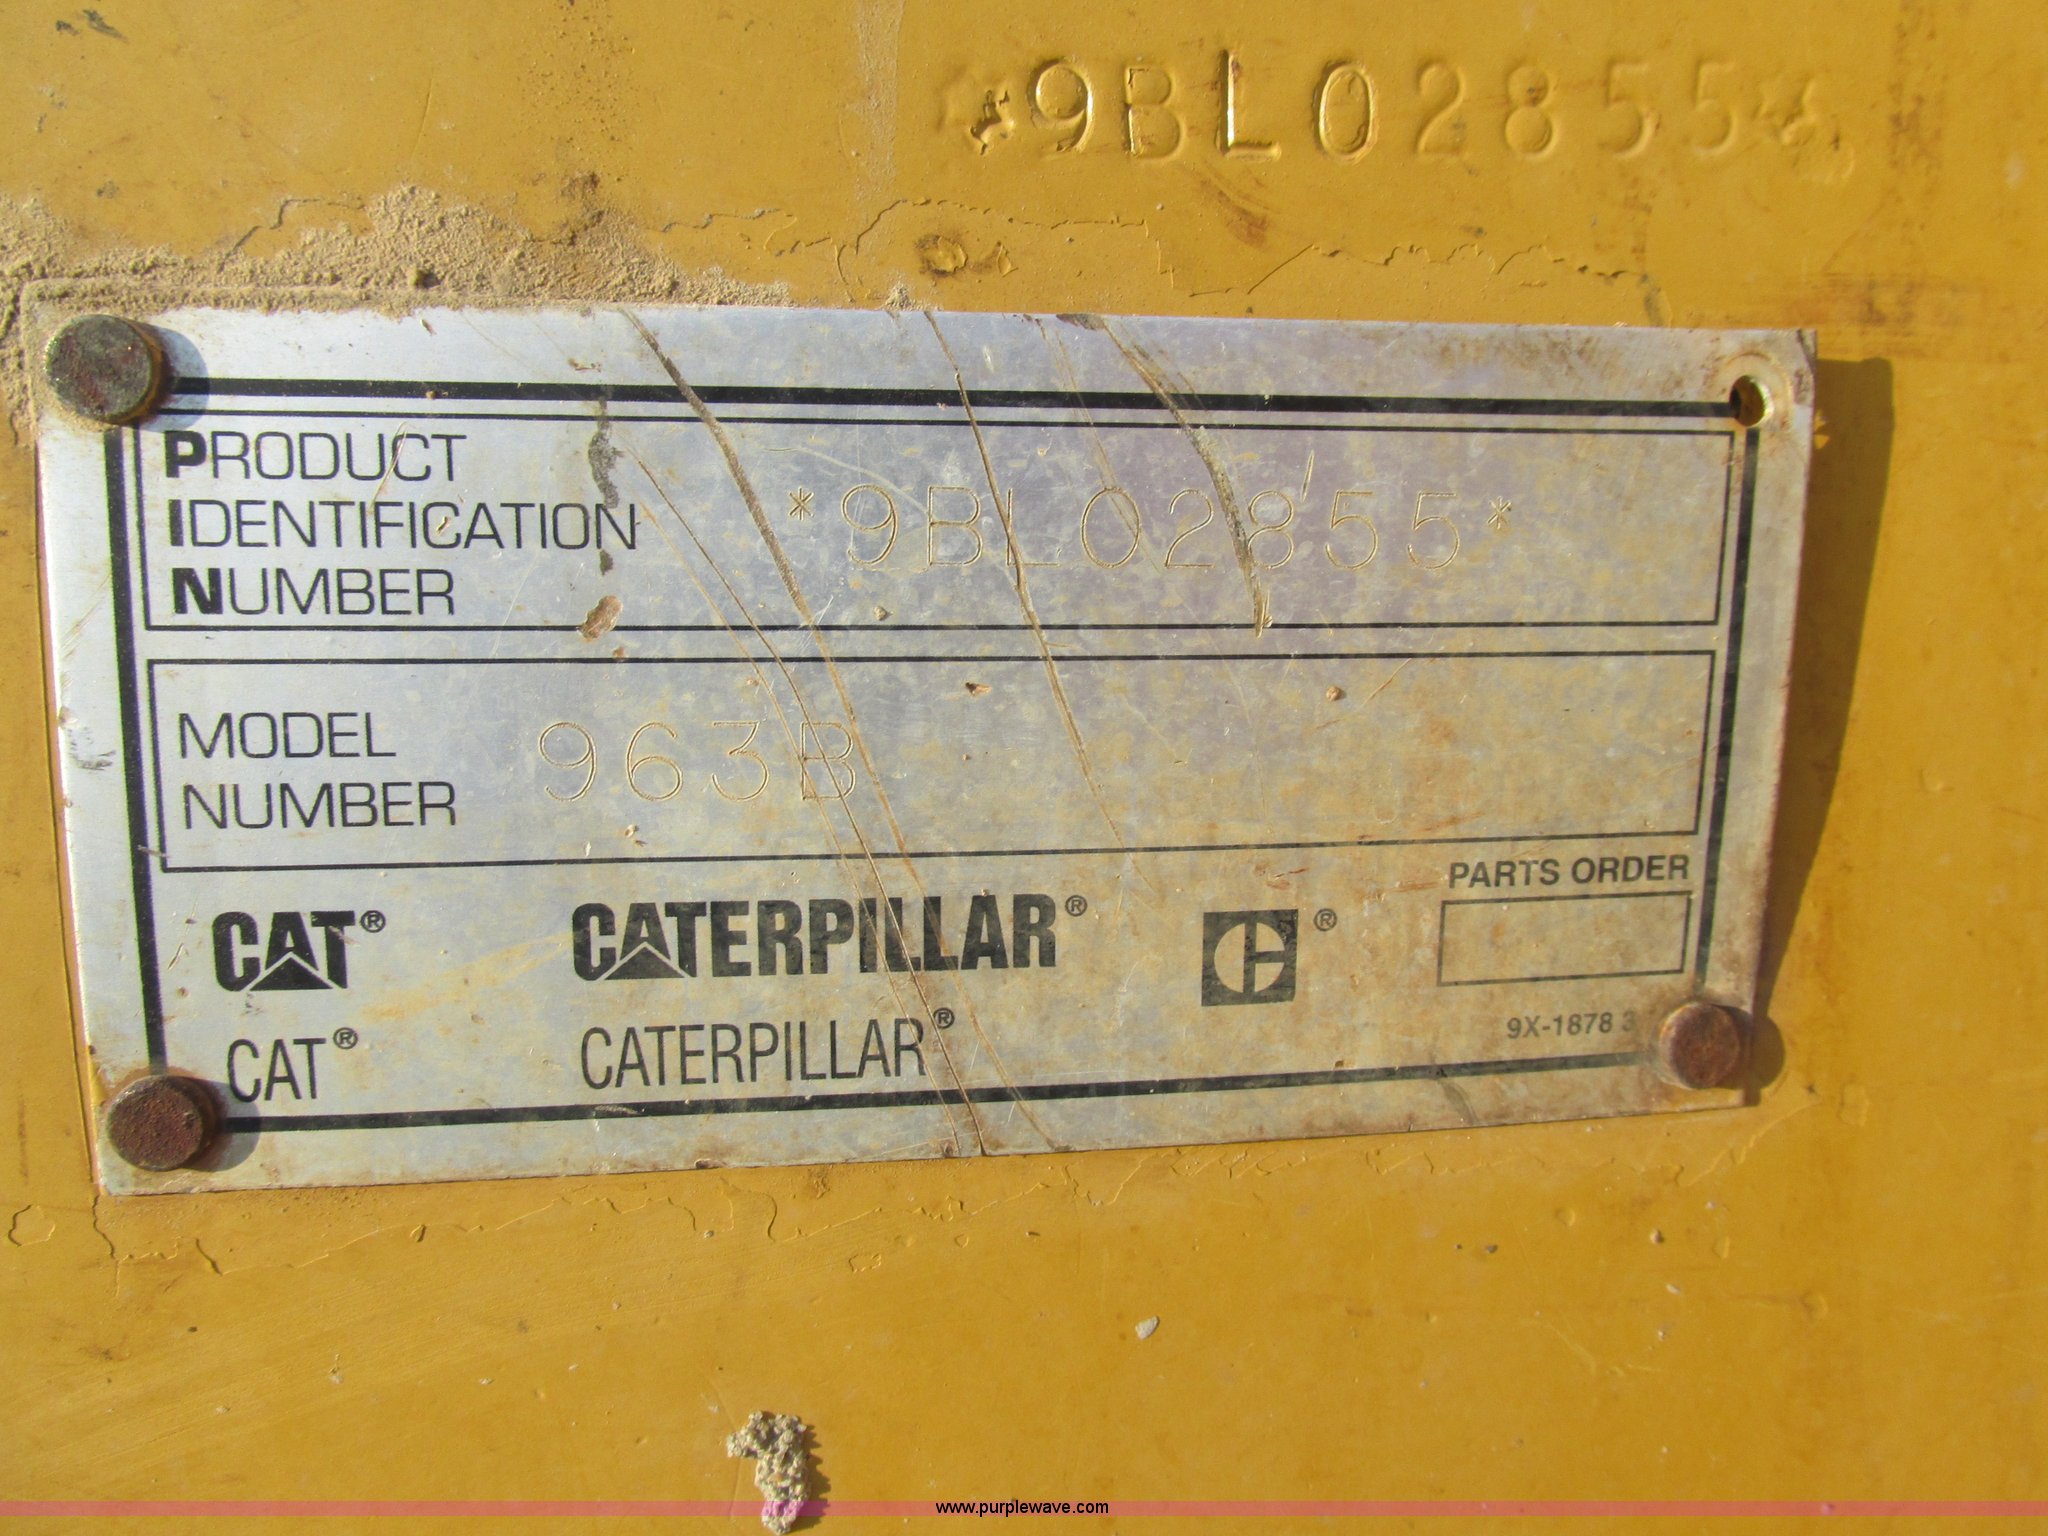 *9BL02855*
PRODUCT
IDENTIFICATION
NUMBER
*9BL02855*
MODEL
NUMBER
963B
PARTS ORDER
CAT® CATERPILLAR® ®
9X-1878 3
CAT® CATERPILLAR®
www.purplewave.com